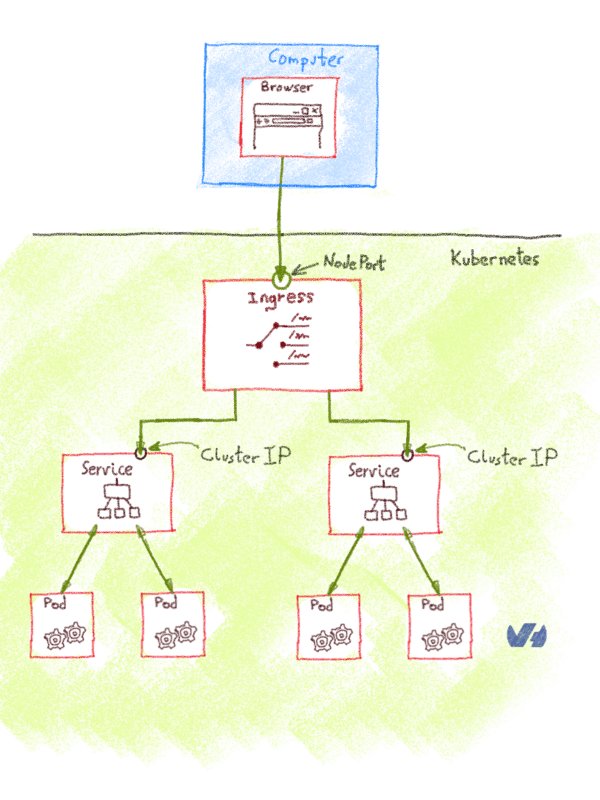 Computer
Browser
NodePort
Kubernetes
Ingress
Service
Cluster IP
Service
Cluster IP
Pod
Pod
Pod
Pod